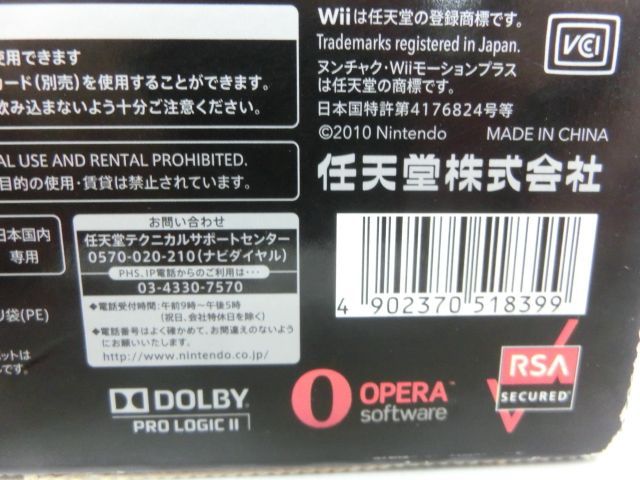 使用できます
カード(別売)を使用することができます。
飲み込まないよう十分ご注意ください。
AL USE AND RENTAL PROHIBITED.
目的の使用・賃貸は禁止されています。
日本国内
専用
り袋(PE)
ットは
です。
お問い合わせ
任天堂テクニカルサポートセンター
0570-020-210(ナビダイヤル)
PHS、IP電話からのご利用は・・・
03-4330-7570
◆電話受付時間:午前9時~午後5時
(祝日、会社特休日を除く)
◆電話番号はよく確かめて、お間違えのないように
お願いいたします。
http://www.nintendo.co.jp/
DOLBY
PRO LOGIC II
Wiiは任天堂の登録商標です。
Trademarks registered in Japan.
ヌンチャク・Wiiモーションプラス
は任天堂の商標です。
日本国特許第4176824号等
©2010 Nintendo MADE IN CHINA
VCCI
任天堂株式会社
4 902370 518399
OPERA™
software
RSA
SECURED